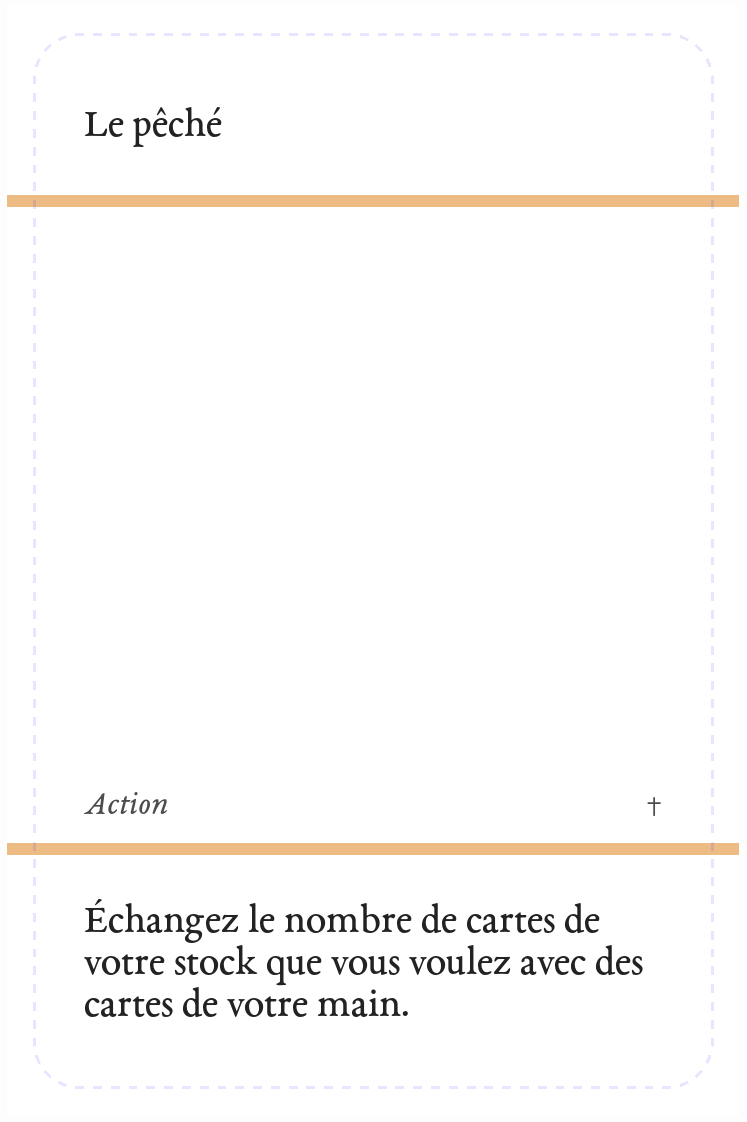 Le pêché
Action †
Échangez le nombre de cartes de
votre stock que vous voulez avec des
cartes de votre main.